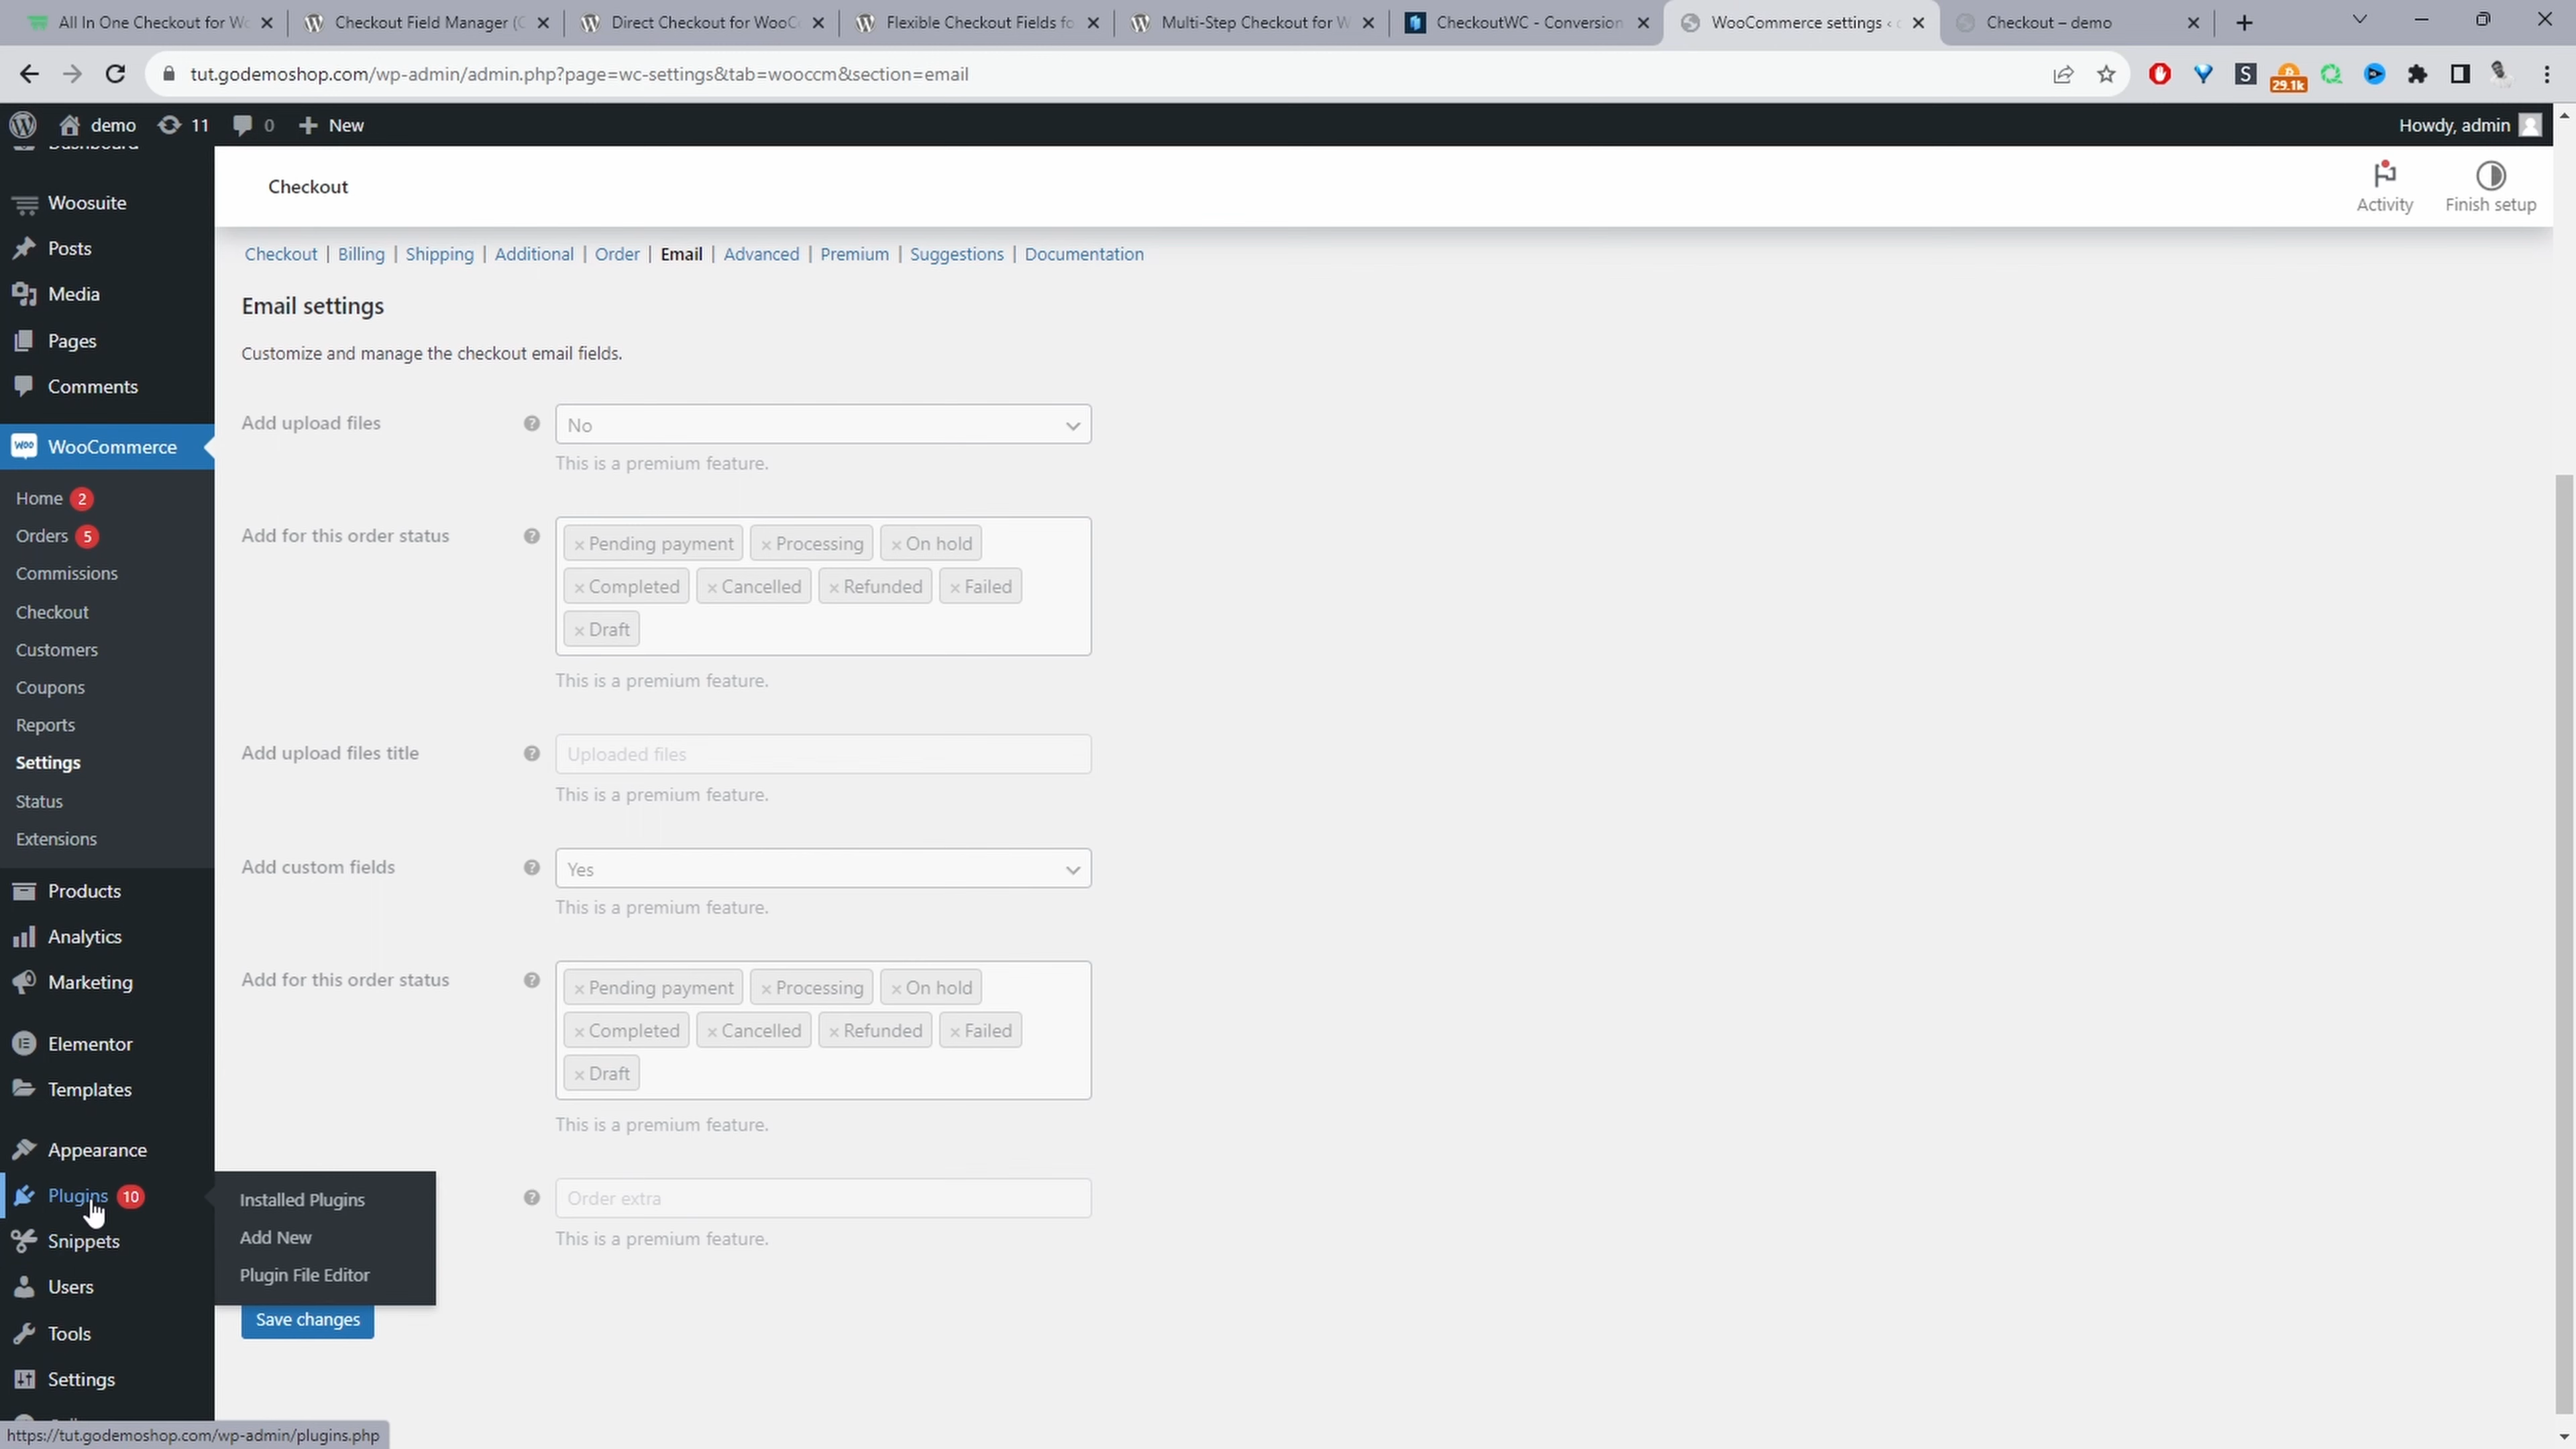 All In One Checkout for Wo
Checkout Field Manager (C
Direct Checkout for WooCo
Flexible Checkout Fields fo
Multi-Step Checkout for W
CheckoutWC - Conversion
WooCommerce settings ‹
Checkout – demo
tut.godemoshop.com/wp-admin/admin.php?page=wc-settings&tab=wooccm&section=email
S
29.1k
demo
11
0
New
Howdy, admin
Dashboard
Woosuite
Posts
Media
Pages
Comments
Woo
WooCommerce
Home 2
Orders 5
Commissions
Checkout
Customers
Coupons
Reports
Settings
Status
Extensions
Products
Analytics
Marketing
Elementor
Templates
Appearance
Plugins 10
Snippets
Users
Tools
Settings
Installed Plugins
Add New
Plugin File Editor
Checkout
Activity
Finish setup
Checkout | Billing | Shipping | Additional | Order | Email | Advanced | Premium | Suggestions | Documentation
Email settings
Customize and manage the checkout email fields.
Add upload files
No
This is a premium feature.
Add for this order status
× Pending payment × Processing × On hold
× Completed × Cancelled × Refunded × Failed
× Draft
This is a premium feature.
Add upload files title
Uploaded files
This is a premium feature.
Add custom fields
Yes
This is a premium feature.
Add for this order status
× Pending payment × Processing × On hold
× Completed × Cancelled × Refunded × Failed
× Draft
This is a premium feature.
Order extra
This is a premium feature.
Save changes
https://tut.godemoshop.com/wp-admin/plugins.php